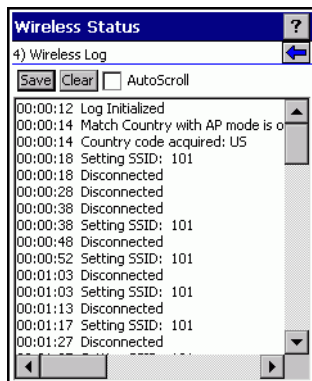 Wireless Status ?
4) Wireless Log
Save Clear AutoScroll
00:00:12 Log Initialized
00:00:14 Match Country with AP mode is
00:00:14 Country code acquired: US
00:00:18 Setting SSID: 101
00:00:18 Disconnected
00:00:28 Disconnected
00:00:38 Disconnected
00:00:38 Setting SSID: 101
00:00:48 Disconnected
00:00:52 Setting SSID: 101
00:01:03 Disconnected
00:01:03 Setting SSID: 101
00:01:13 Disconnected
00:01:17 Setting SSID: 101
00:01:27 Disconnected